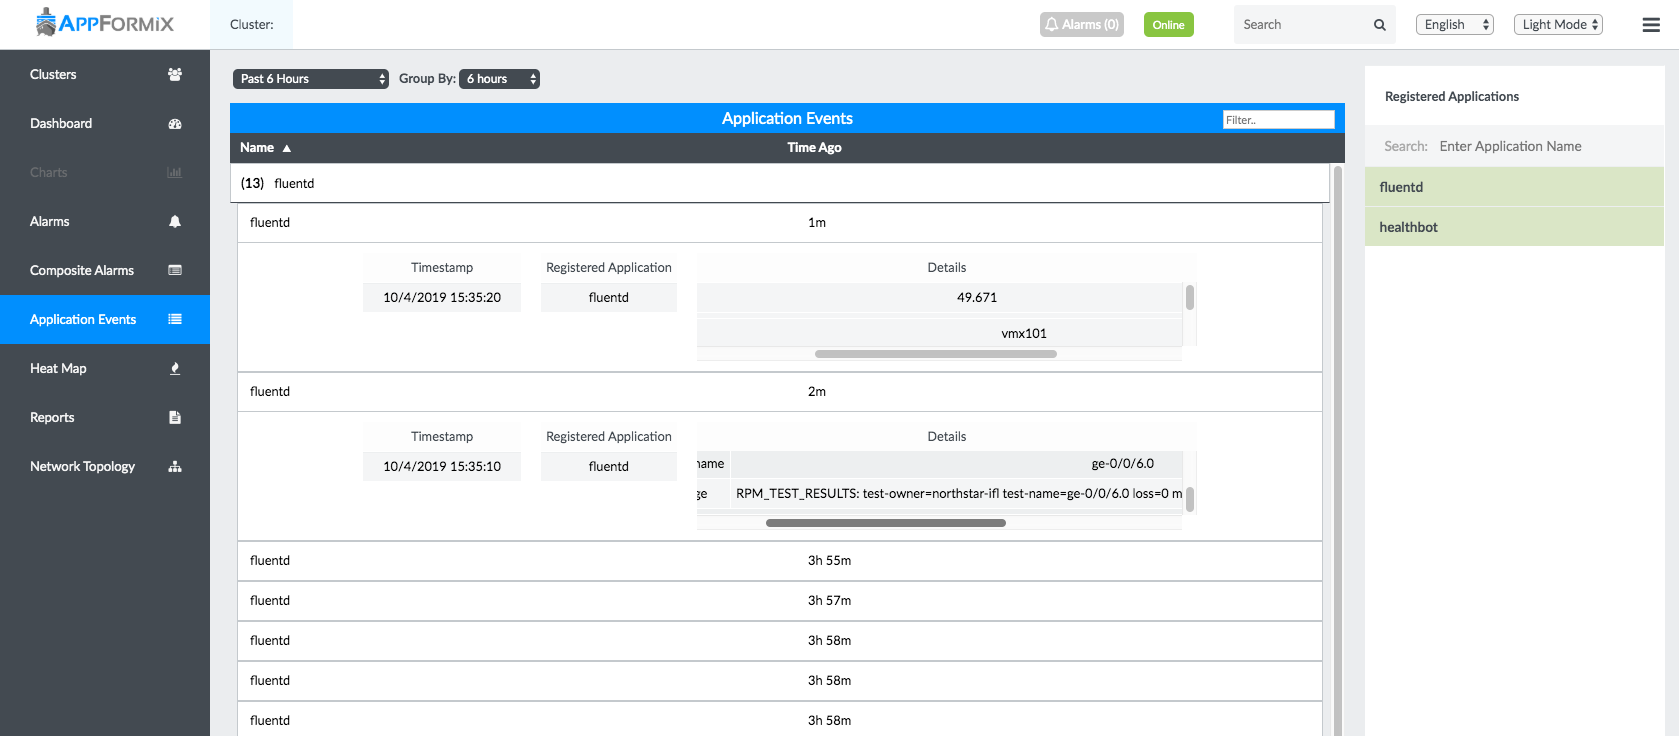 APPFORMIX
Cluster:
Alarms (0)
Online
Search
English
Light Mode
Clusters
Dashboard
Charts
Alarms
Composite Alarms
Application Events
Heat Map
Reports
Network Topology
Past 6 Hours
Group By:
6 hours
Application Events
Filter..
Name ▲
Time Ago
(13) fluentd
fluentd
1m
Timestamp
Registered Application
Details
10/4/2019 15:35:20
fluentd
49.671
vmx101
fluentd
2m
Timestamp
Registered Application
Details
10/4/2019 15:35:10
fluentd
name
ge-0/0/6.0
ge
RPM_TEST_RESULTS: test-owner=northstar-ifl test-name=ge-0/0/6.0 loss=0 m
fluentd
3h 55m
fluentd
3h 57m
fluentd
3h 58m
fluentd
3h 58m
fluentd
3h 58m
Registered Applications
Search: Enter Application Name
fluentd
healthbot